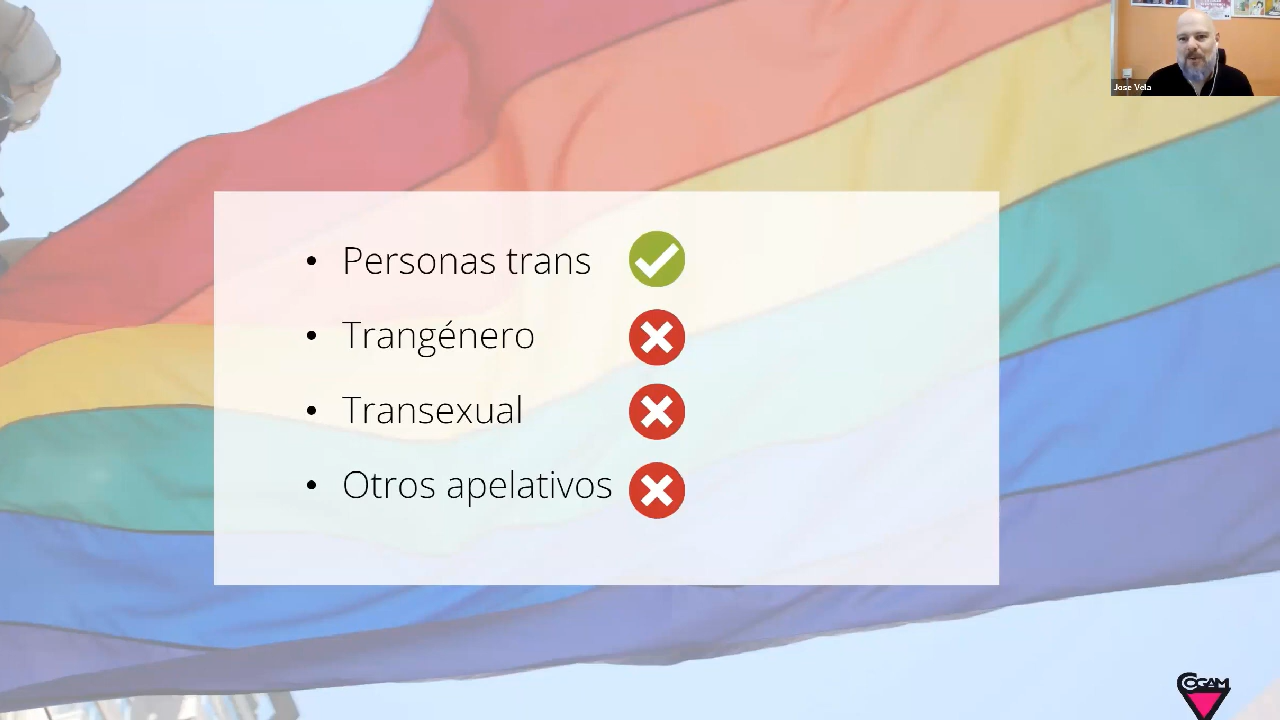 Jose Vela
• Personas trans
• Trangénero
• Transexual
• Otros apelativos
COGAM